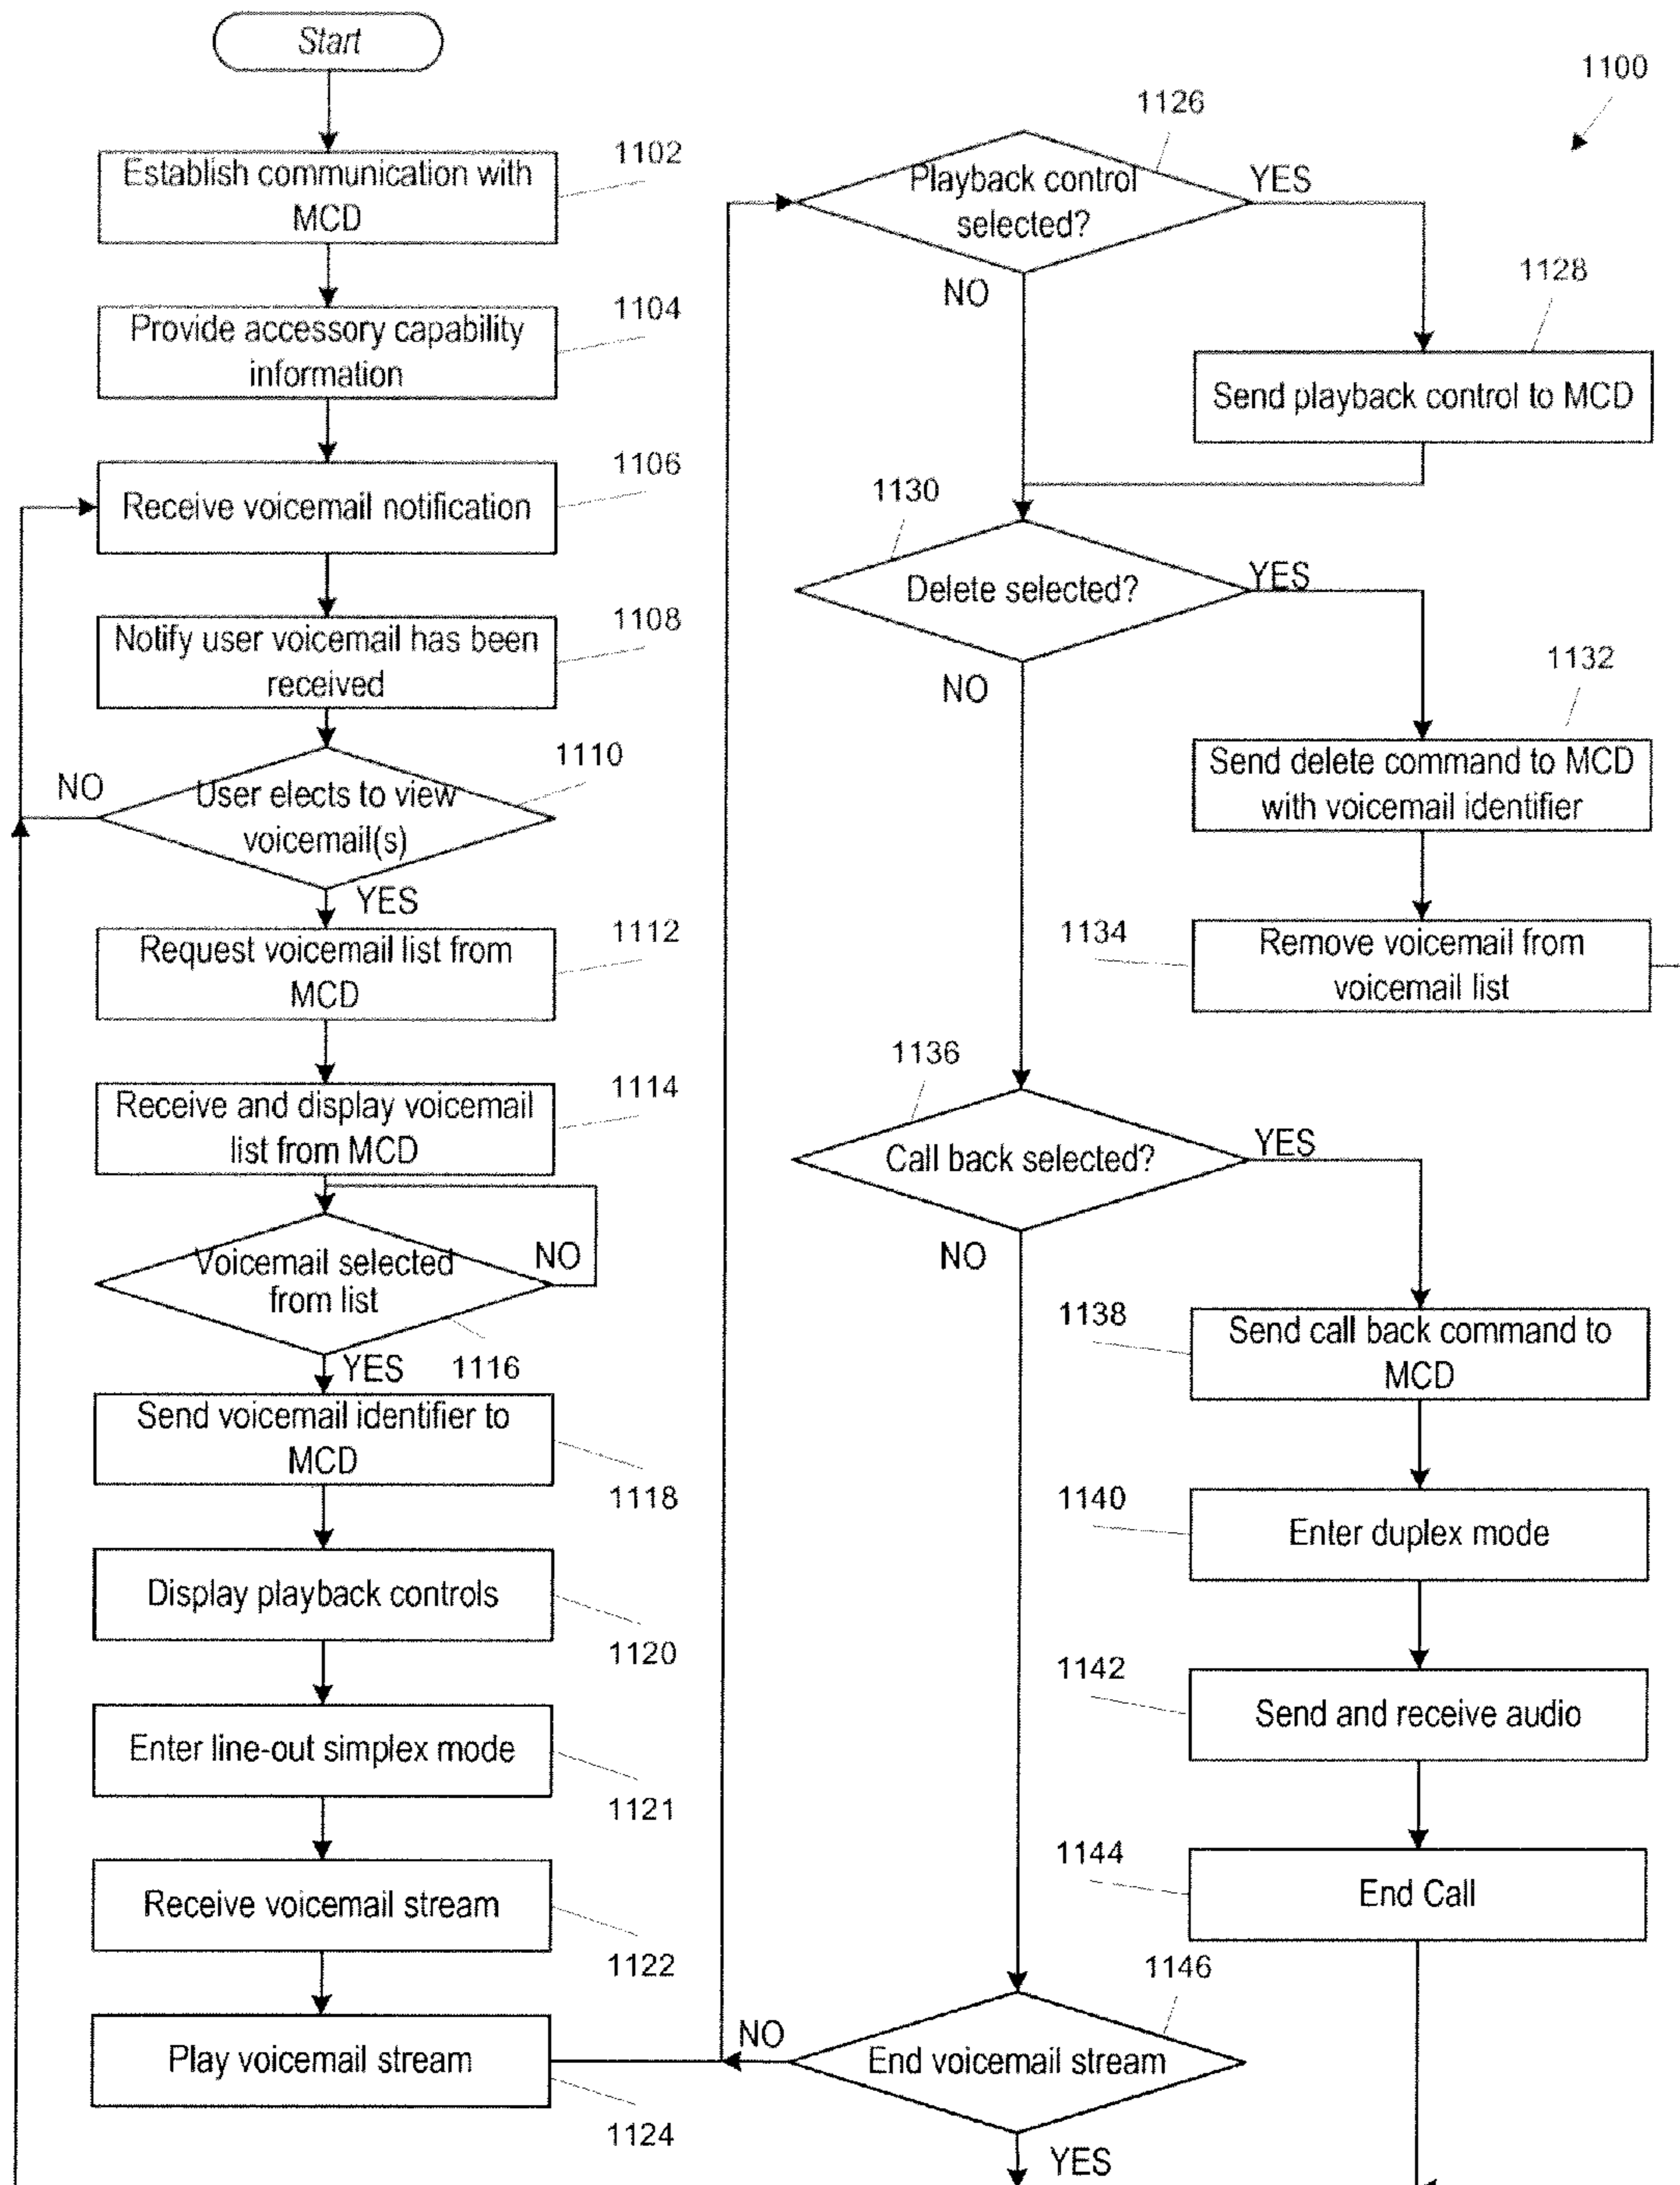 Start
1100
Establish communication with
MCD
1102
Provide accessory capability
information
1104
Receive voicemail notification
1106
Notify user voicemail has been
received
1108
User elects to view
voicemail(s)
1110
NO
YES
Request voicemail list from
MCD
1112
Receive and display voicemail
list from MCD
1114
Voicemail selected
from list
NO
1116
YES
Send voicemail identifier to
MCD
1118
Display playback controls
1120
Enter line-out simplex mode
1121
Receive voicemail stream
1122
Play voicemail stream
1124
1126
Playback control
selected?
YES
NO
1128
Send playback control to MCD
1130
Delete selected?
YES
NO
1132
Send delete command to MCD
with voicemail identifier
1134
Remove voicemail from
voicemail list
1136
Call back selected?
YES
NO
1138
Send call back command to
MCD
1140
Enter duplex mode
1142
Send and receive audio
1144
End Call
1146
End voicemail stream
NO
YES